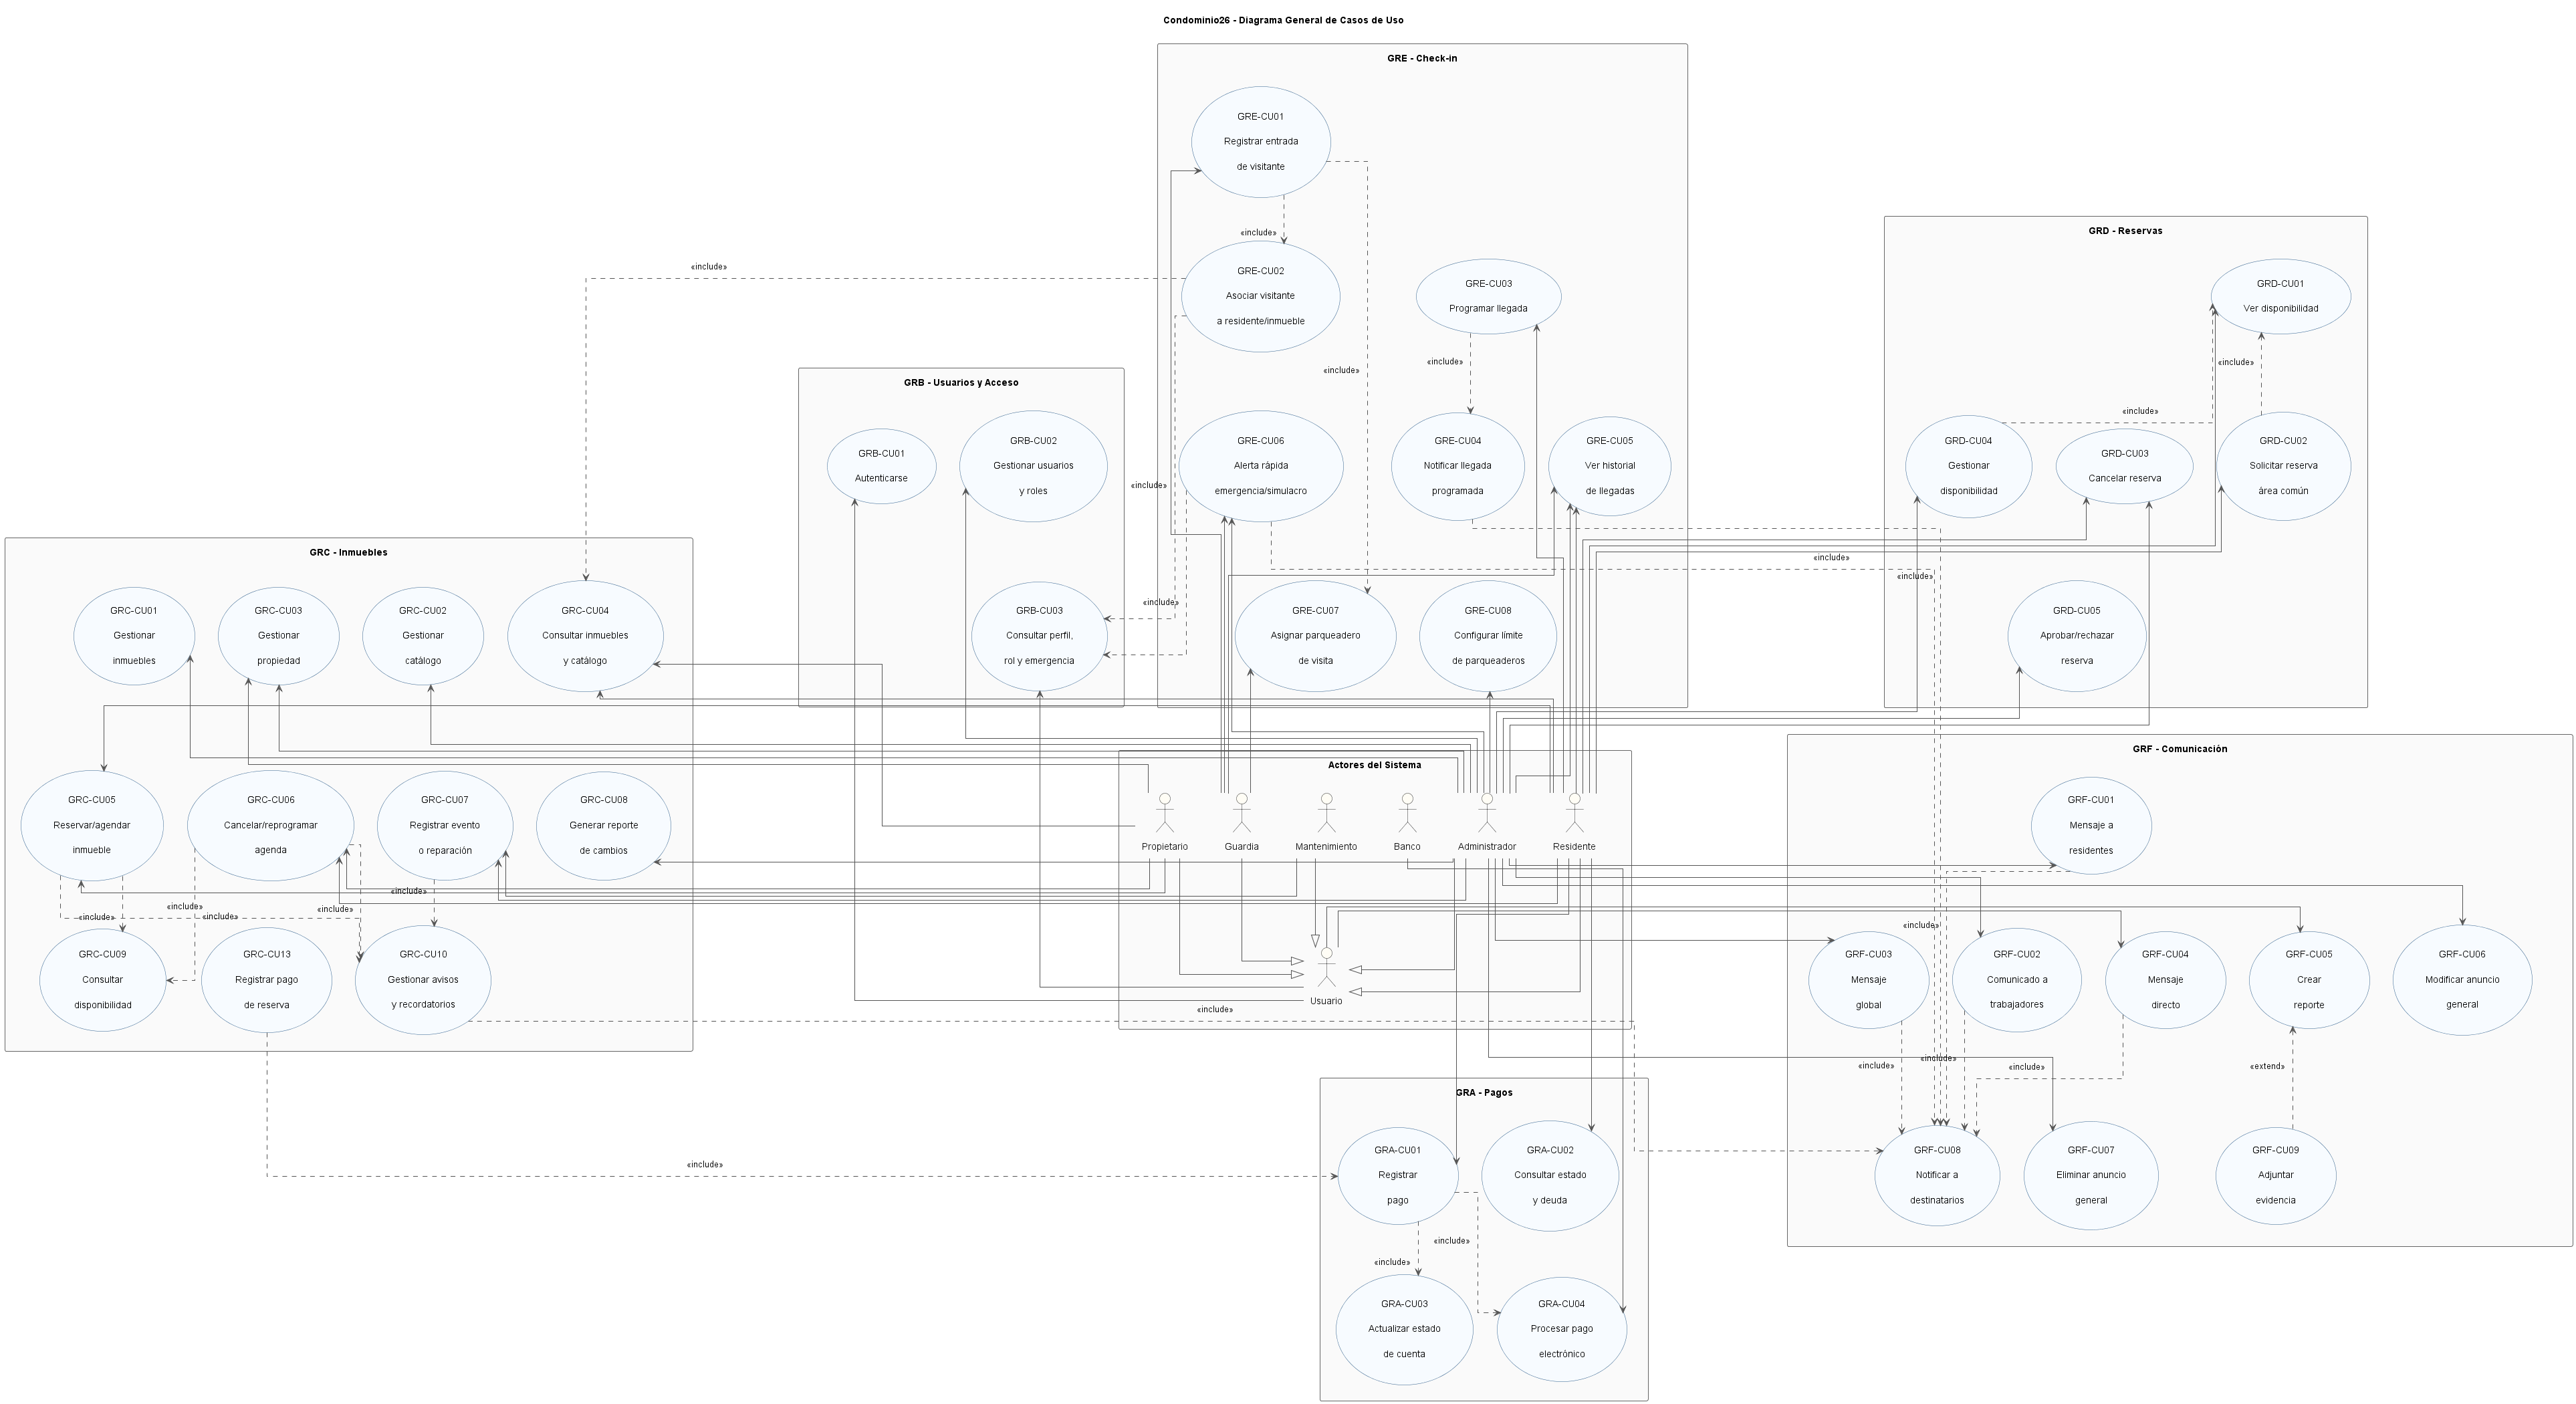 Condominio26 - Diagrama General de Casos de Uso
GRE - Check-in
GRE-CU01
Registrar entrada
de visitante
«include»
GRE-CU02
Asociar visitante
a residente/inmueble
GRE-CU03
Programar llegada
«include»
«include»
«include»
GRE-CU06
Alerta rápida
emergencia/simulacro
GRE-CU04
Notificar llegada
programada
GRE-CU05
Ver historial
de llegadas
«include»
«include»
GRE-CU07
Asignar parqueadero
de visita
GRE-CU08
Configurar límite
de parqueaderos
GRD - Reservas
GRD-CU01
Ver disponibilidad
«include»
«include»
GRD-CU04
Gestionar
disponibilidad
GRD-CU03
Cancelar reserva
GRD-CU02
Solicitar reserva
área común
«include»
«include»
GRD-CU05
Aprobar/rechazar
reserva
GRB - Usuarios y Acceso
GRB-CU01
Autenticarse
GRB-CU02
Gestionar usuarios
y roles
GRB-CU03
Consultar perfil,
rol y emergencia
GRC - Inmuebles
GRC-CU01
Gestionar
inmuebles
GRC-CU03
Gestionar
propiedad
GRC-CU02
Gestionar
catálogo
GRC-CU04
Consultar inmuebles
y catálogo
GRC-CU05
Reservar/agendar
inmueble
GRC-CU06
Cancelar/reprogramar
agenda
GRC-CU07
Registrar evento
o reparación
GRC-CU08
Generar reporte
de cambios
«include»
«include»
«include»
«include»
«include»
GRC-CU09
Consultar
disponibilidad
GRC-CU13
Registrar pago
de reserva
GRC-CU10
Gestionar avisos
y recordatorios
Actores del Sistema
Propietario
Guardia
Mantenimiento
Banco
Administrador
Residente
Usuario
«include»
GRF - Comunicación
GRF-CU01
Mensaje a
residentes
«include»
GRF-CU03
Mensaje
global
GRF-CU02
Comunicado a
trabajadores
GRF-CU04
Mensaje
directo
GRF-CU05
Crear
reporte
GRF-CU06
Modificar anuncio
general
«include»
«include»
«include»
«extend»
GRF-CU08
Notificar a
destinatarios
GRF-CU07
Eliminar anuncio
general
GRF-CU09
Adjuntar
evidencia
GRA - Pagos
«include»
GRA-CU01
Registrar
pago
GRA-CU02
Consultar estado
y deuda
«include»
«include»
GRA-CU03
Actualizar estado
de cuenta
GRA-CU04
Procesar pago
electrónico